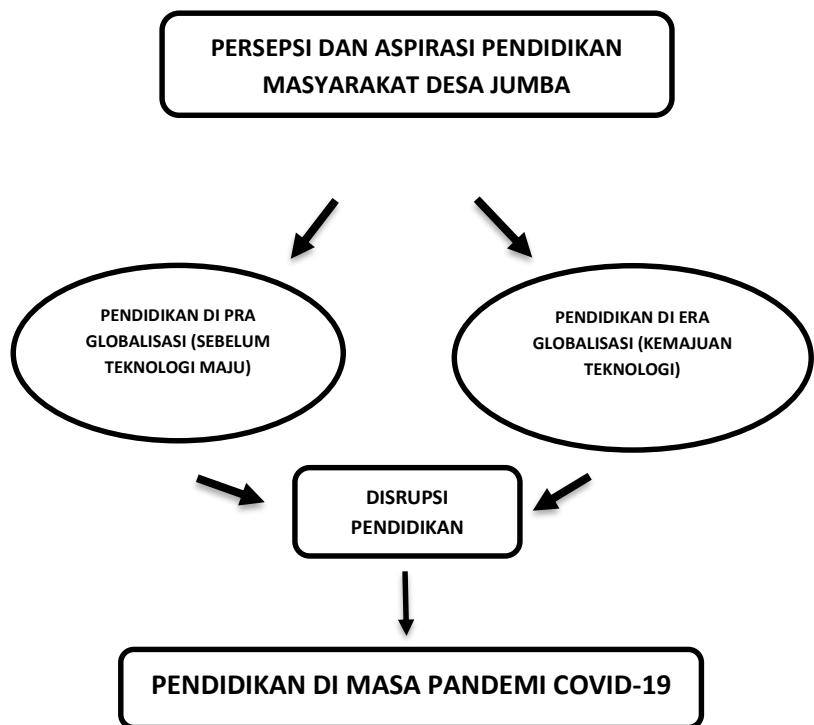 PERSEPSI DAN ASPIRASI PENDIDIKAN
MASYARAKAT DESA JUMBA
PENDIDIKAN DI PRA
GLOBALISASI (SEBELUM
TEKNOLOGI MAJU)
PENDIDIKAN DI ERA
GLOBALISASI (KEMAJUAN
TEKNOLOGI)
DISRUPSI
PENDIDIKAN
PENDIDIKAN DI MASA PANDEMI COVID-19